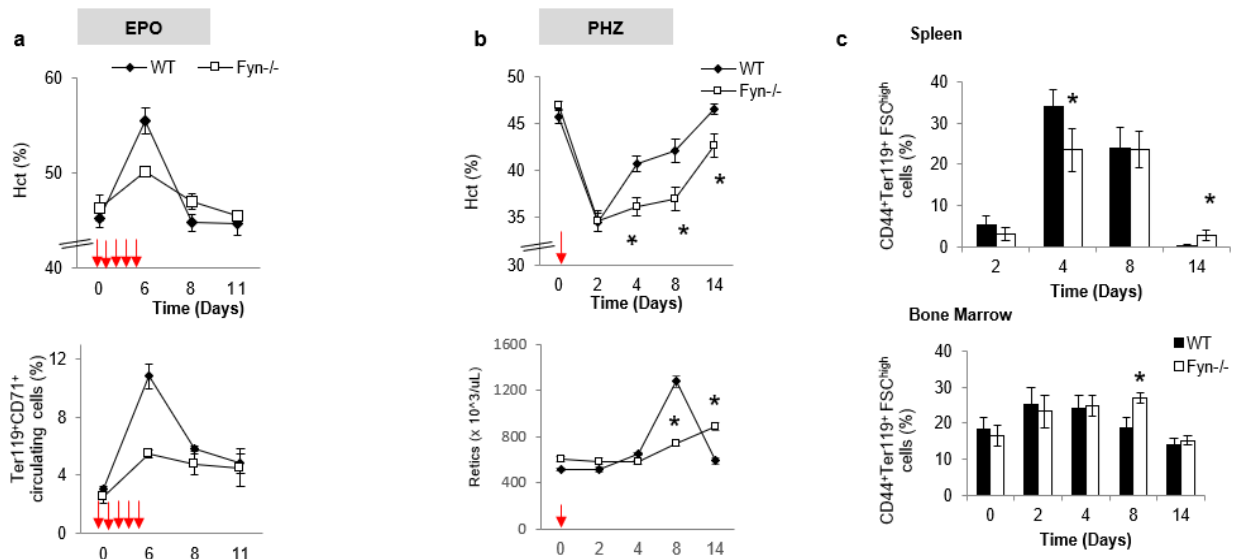 a
EPO
WT
Fyn-/-
60
50
40
Hct (%)
0
6
8
11
Time (Days)
12
8
4
0
Ter119+CD71+
circulating cells (%)
0
6
8
11
b
PHZ
WT
Fyn-/-
50
45
40
35
30
Hct (%)
*
*
*
0
2
4
8
14
Time (Days)
1600
1200
800
400
0
Retics (x 10^3/uL)
*
*
0
2
4
8
14
c
Spleen
40
30
20
10
0
CD44+Ter119+ FSChigh
cells (%)
*
*
2
4
8
14
Time (Days)
Bone Marrow
WT
Fyn-/-
40
30
20
10
0
CD44+Ter119+ FSChigh
cells (%)
*
0
2
4
8
14
Time (Days)